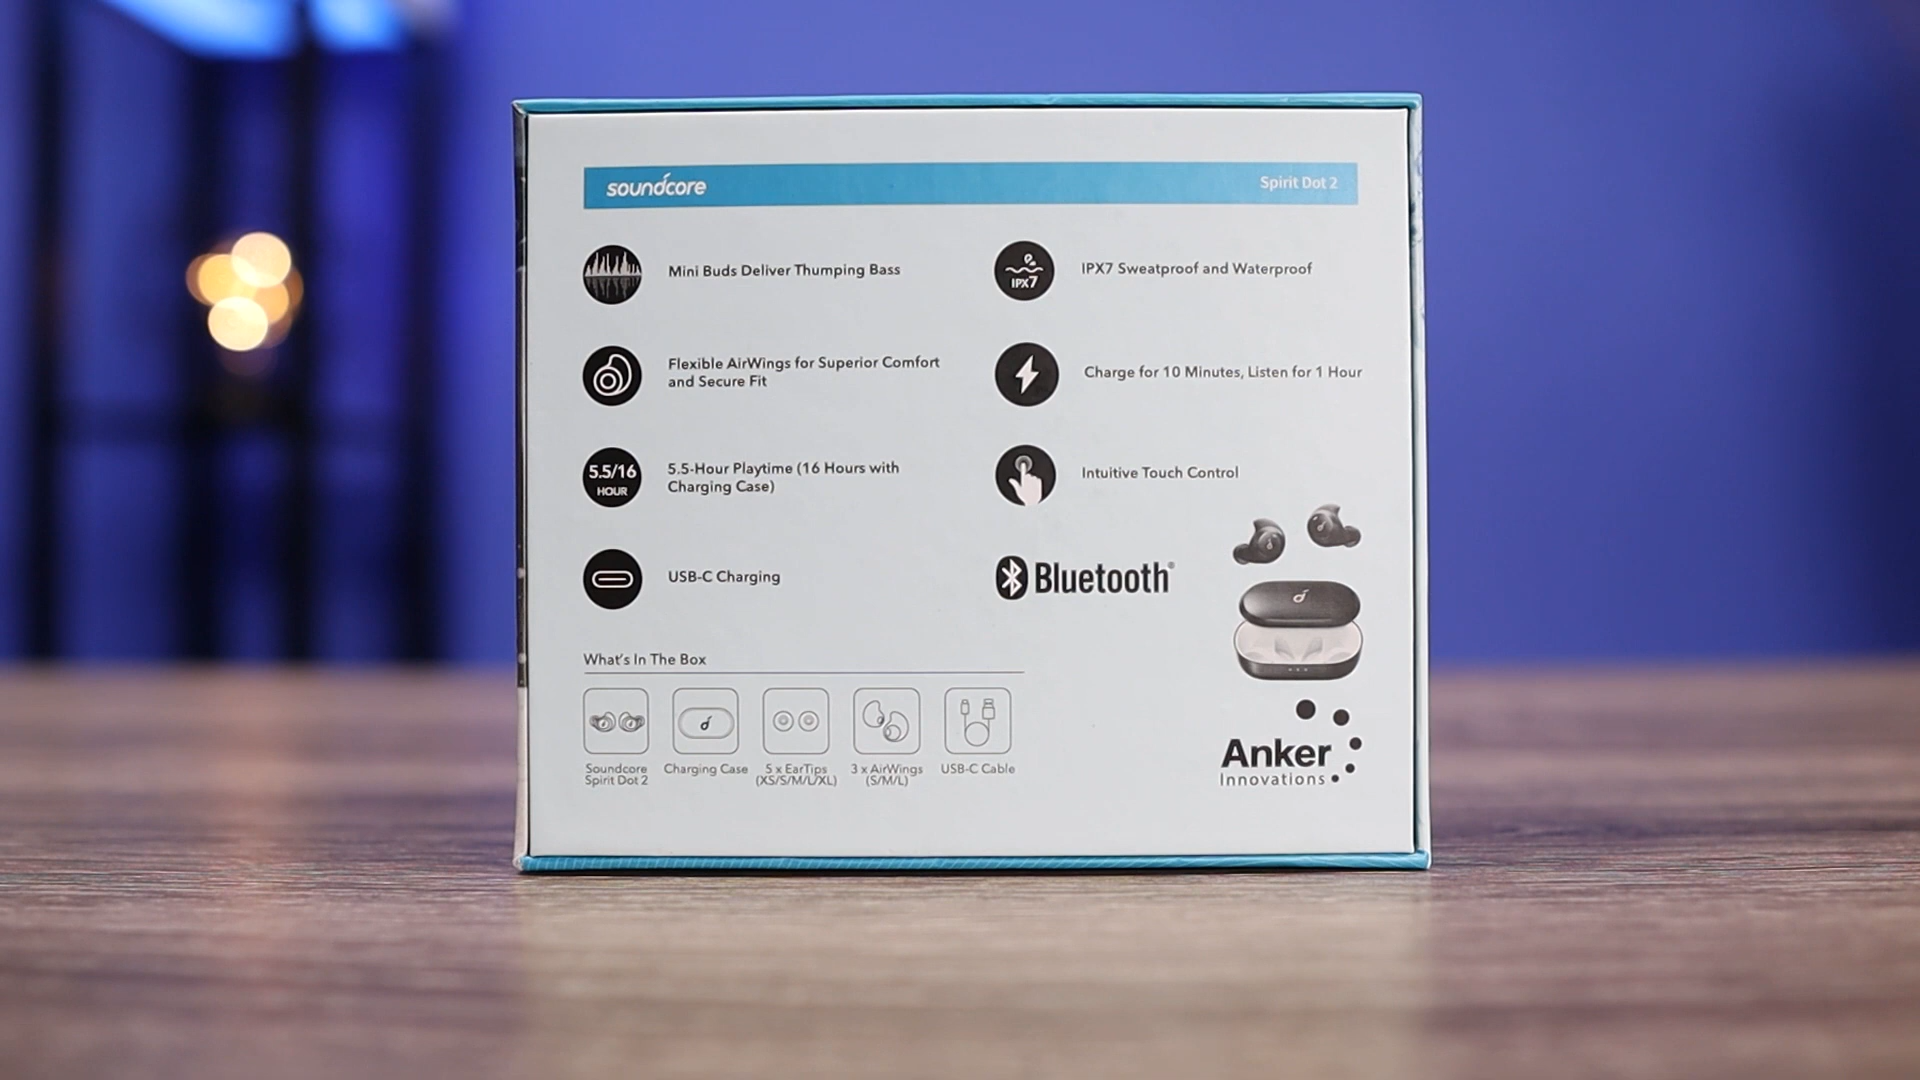 soundcore
Spirit Dot 2
Mini Buds Deliver Thumping Bass
IPX7
IPX7 Sweatproof and Waterproof
Flexible AirWings for Superior Comfort
and Secure Fit
Charge for 10 Minutes, Listen for 1 Hour
5.5/16
HOUR
5.5-Hour Playtime (16 Hours with
Charging Case)
Intuitive Touch Control
USB-C Charging
Bluetooth®
What's In The Box
Soundcore
Spirit Dot 2
Charging Case
5 x EarTips
(XS/S/M/L/XL)
3 x AirWings
(S/M/L)
USB-C Cable
Anker
Innovations